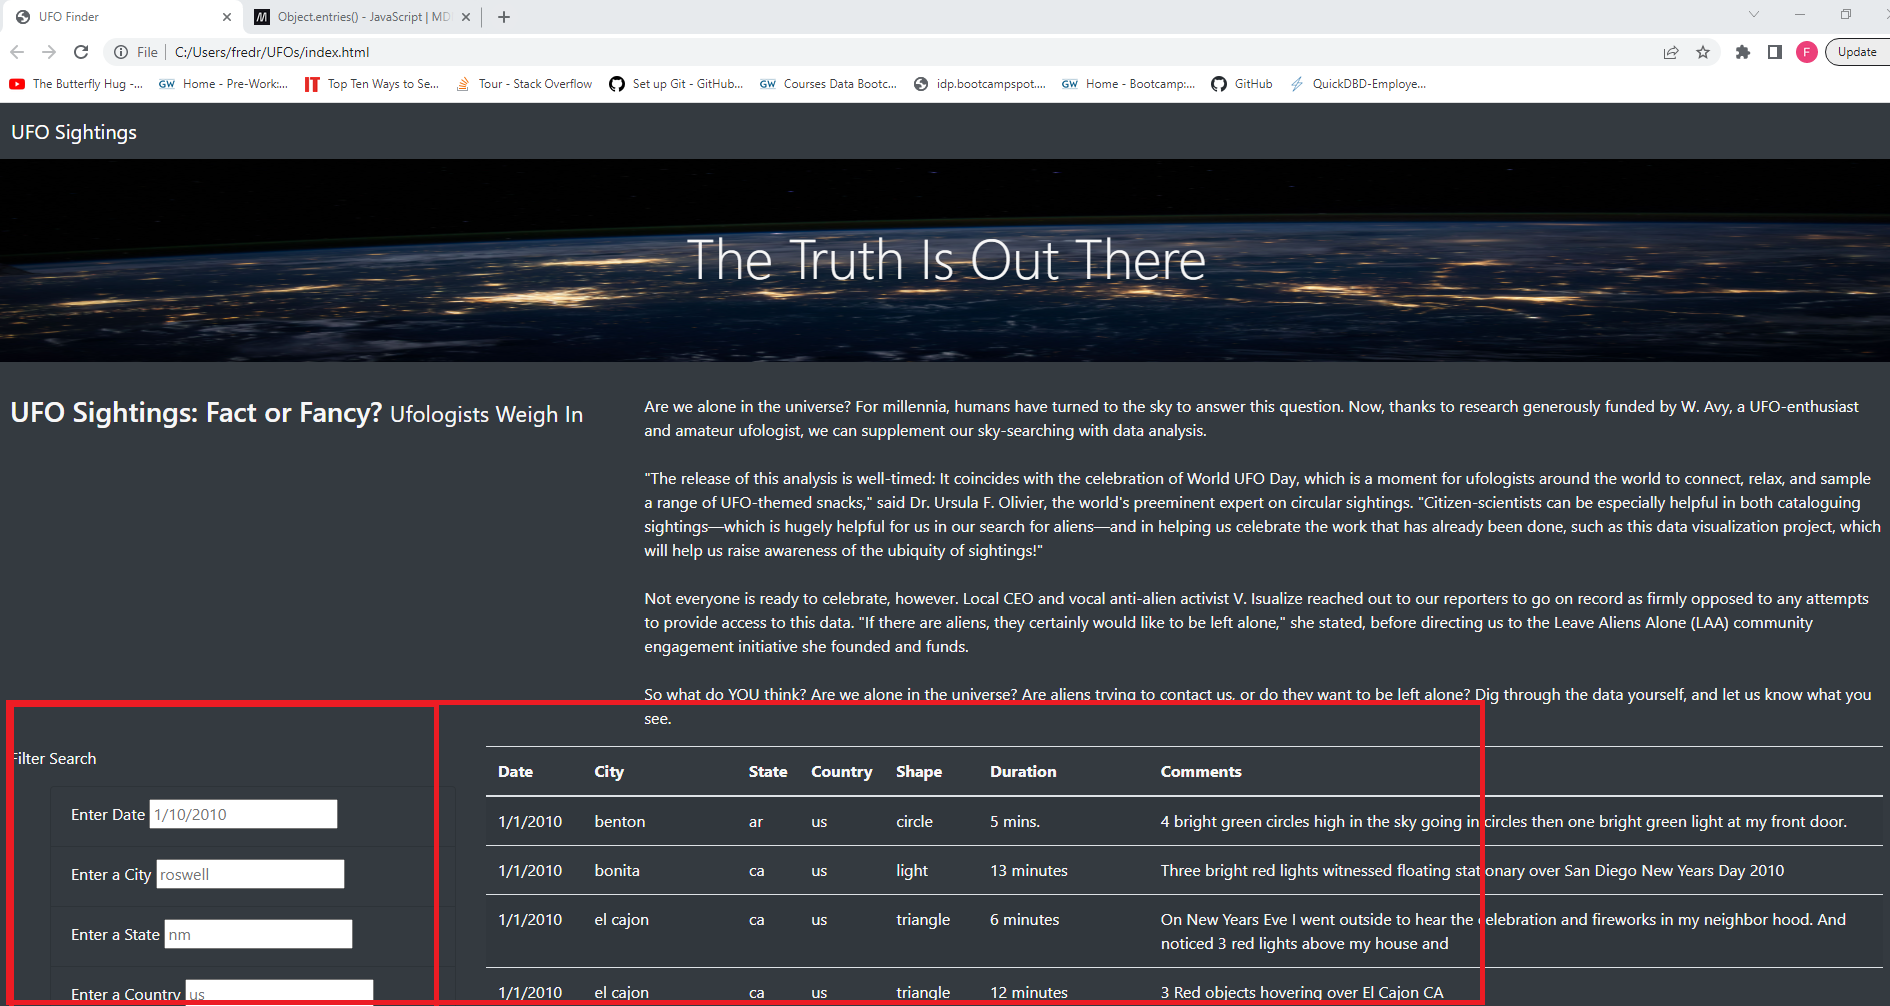 UFO Finder
Object.entries() - JavaScript | MD
File C:/Users/fredr/UFOs/index.html
F
Update
The Butterfly Hug -...
GW Home - Pre-Work:...
IT Top Ten Ways to Se...
Tour - Stack Overflow
Set up Git - GitHub...
GW Courses Data Bootc...
idp.bootcampspot....
GW Home - Bootcamp:...
GitHub
QuickDBD-Employe...
UFO Sightings
The Truth Is Out There
UFO Sightings: Fact or Fancy? Ufologists Weigh In
Are we alone in the universe? For millennia, humans have turned to the sky to answer this question. Now, thanks to research generously funded by W. Avy, a UFO-enthusiast
and amateur ufologist, we can supplement our sky-searching with data analysis.
"The release of this analysis is well-timed: It coincides with the celebration of World UFO Day, which is a moment for ufologists around the world to connect, relax, and sample
a range of UFO-themed snacks," said Dr. Ursula F. Olivier, the world's preeminent expert on circular sightings. "Citizen-scientists can be especially helpful in both cataloguing
sightings—which is hugely helpful for us in our search for aliens—and in helping us celebrate the work that has already been done, such as this data visualization project, which
will help us raise awareness of the ubiquity of sightings!"
Not everyone is ready to celebrate, however. Local CEO and vocal anti-alien activist V. Isualize reached out to our reporters to go on record as firmly opposed to any attempts
to provide access to this data. "If there are aliens, they certainly would like to be left alone," she stated, before directing us to the Leave Aliens Alone (LAA) community
engagement initiative she founded and funds.
So what do YOU think? Are we alone in the universe? Are aliens trying to contact us, or do they want to be left alone? Dig through the data yourself, and let us know what you
see.
Filter Search
Enter Date 1/10/2010
Enter a City roswell
Enter a State nm
Enter a Country us
Date City State Country Shape Duration Comments
1/1/2010 benton ar us circle 5 mins. 4 bright green circles high in the sky going in circles then one bright green light at my front door.
1/1/2010 bonita ca us light 13 minutes Three bright red lights witnessed floating stationary over San Diego New Years Day 2010
1/1/2010 el cajon ca us triangle 6 minutes On New Years Eve I went outside to hear the celebration and fireworks in my neighbor hood. And
noticed 3 red lights above my house and
1/1/2010 el cajon ca us triangle 12 minutes 3 Red objects hovering over El Cajon CA